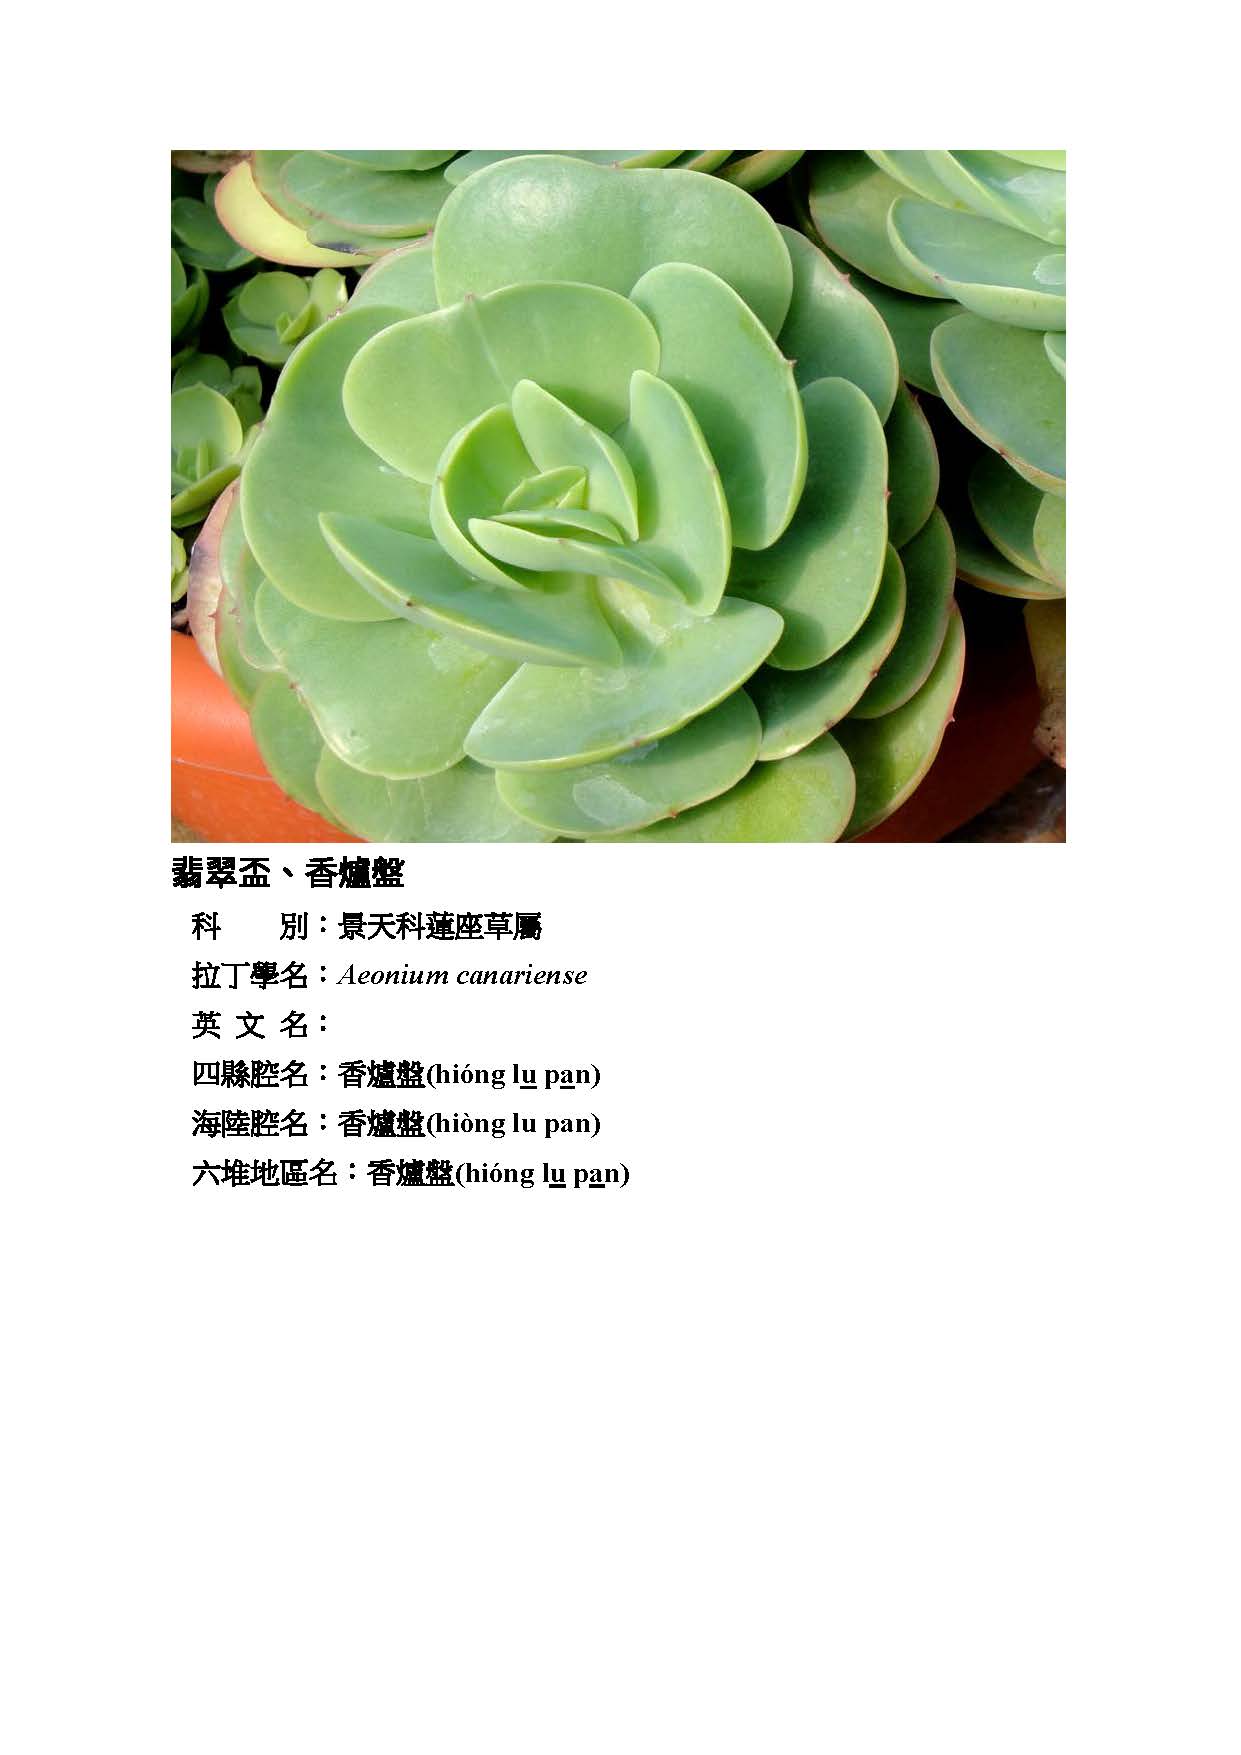 翡翠盃、香爐盤
科　　別：景天科蓮座草屬
拉丁學名：Aeonium canariense
英 文 名：
四縣腔名：香爐盤(hióng lu pan)
海陸腔名：香爐盤(hiòng lu pan)
六堆地區名：香爐盤(hióng lu pan)